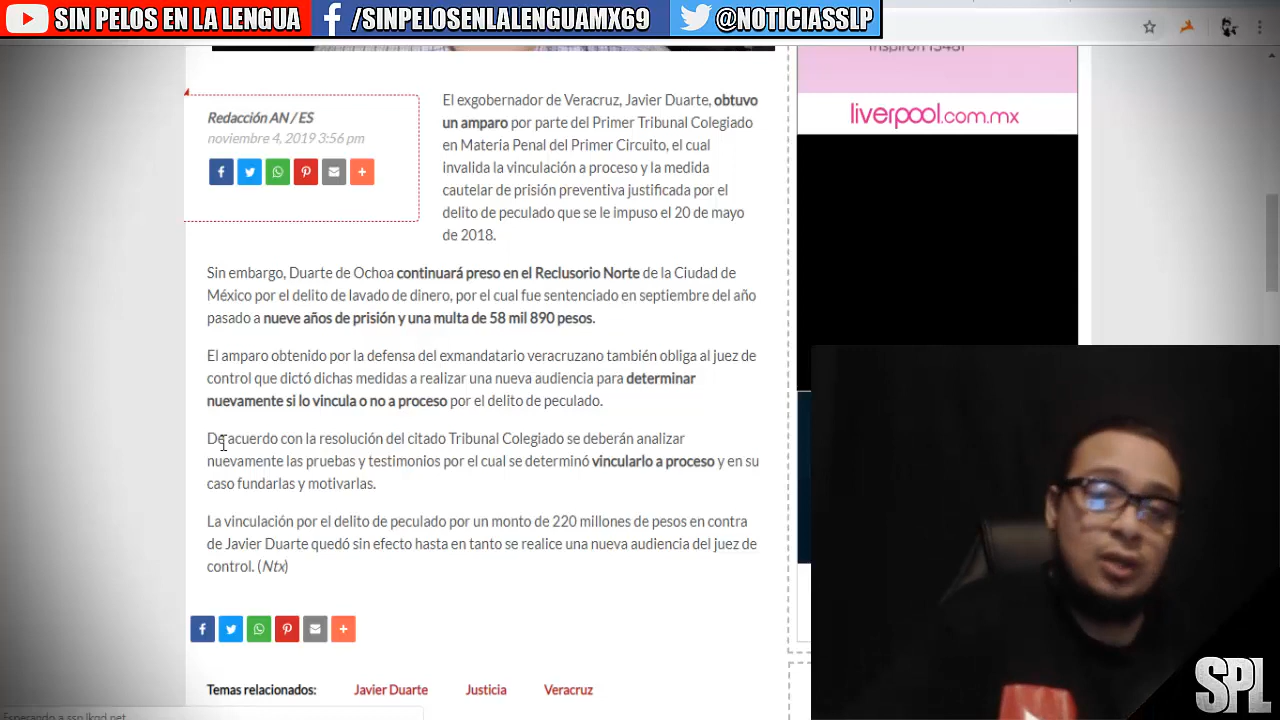 SIN PELOS EN LA LENGUA
/SINPELOSENLALENGUAMX69
@NOTICIASSLP
liverpool.com.mx
Redacción AN / ES
noviembre 4, 2019 3:56 pm
El exgobernador de Veracruz, Javier Duarte, obtuvo
un amparo por parte del Primer Tribunal Colegiado
en Materia Penal del Primer Circuito, el cual
invalida la vinculación a proceso y la medida
cautelar de prisión preventiva justificada por el
delito de peculado que se le impuso el 20 de mayo
de 2018.
Sin embargo, Duarte de Ochoa continuará preso en el Reclusorio Norte de la Ciudad de
México por el delito de lavado de dinero, por el cual fue sentenciado en septiembre del año
pasado a nueve años de prisión y una multa de 58 mil 890 pesos.
El amparo obtenido por la defensa del exmandatario veracruzano también obliga al juez de
control que dictó dichas medidas a realizar una nueva audiencia para determinar
nuevamente si lo vincula o no a proceso por el delito de peculado.
De acuerdo con la resolución del citado Tribunal Colegiado se deberán analizar
nuevamente las pruebas y testimonios por el cual se determinó vincularlo a proceso y en su
caso fundarlas y motivarlas.
La vinculación por el delito de peculado por un monto de 220 millones de pesos en contra
de Javier Duarte quedó sin efecto hasta en tanto se realice una nueva audiencia del juez de
control. (Ntx)
Temas relacionados: Javier Duarte Justicia Veracruz
SPL